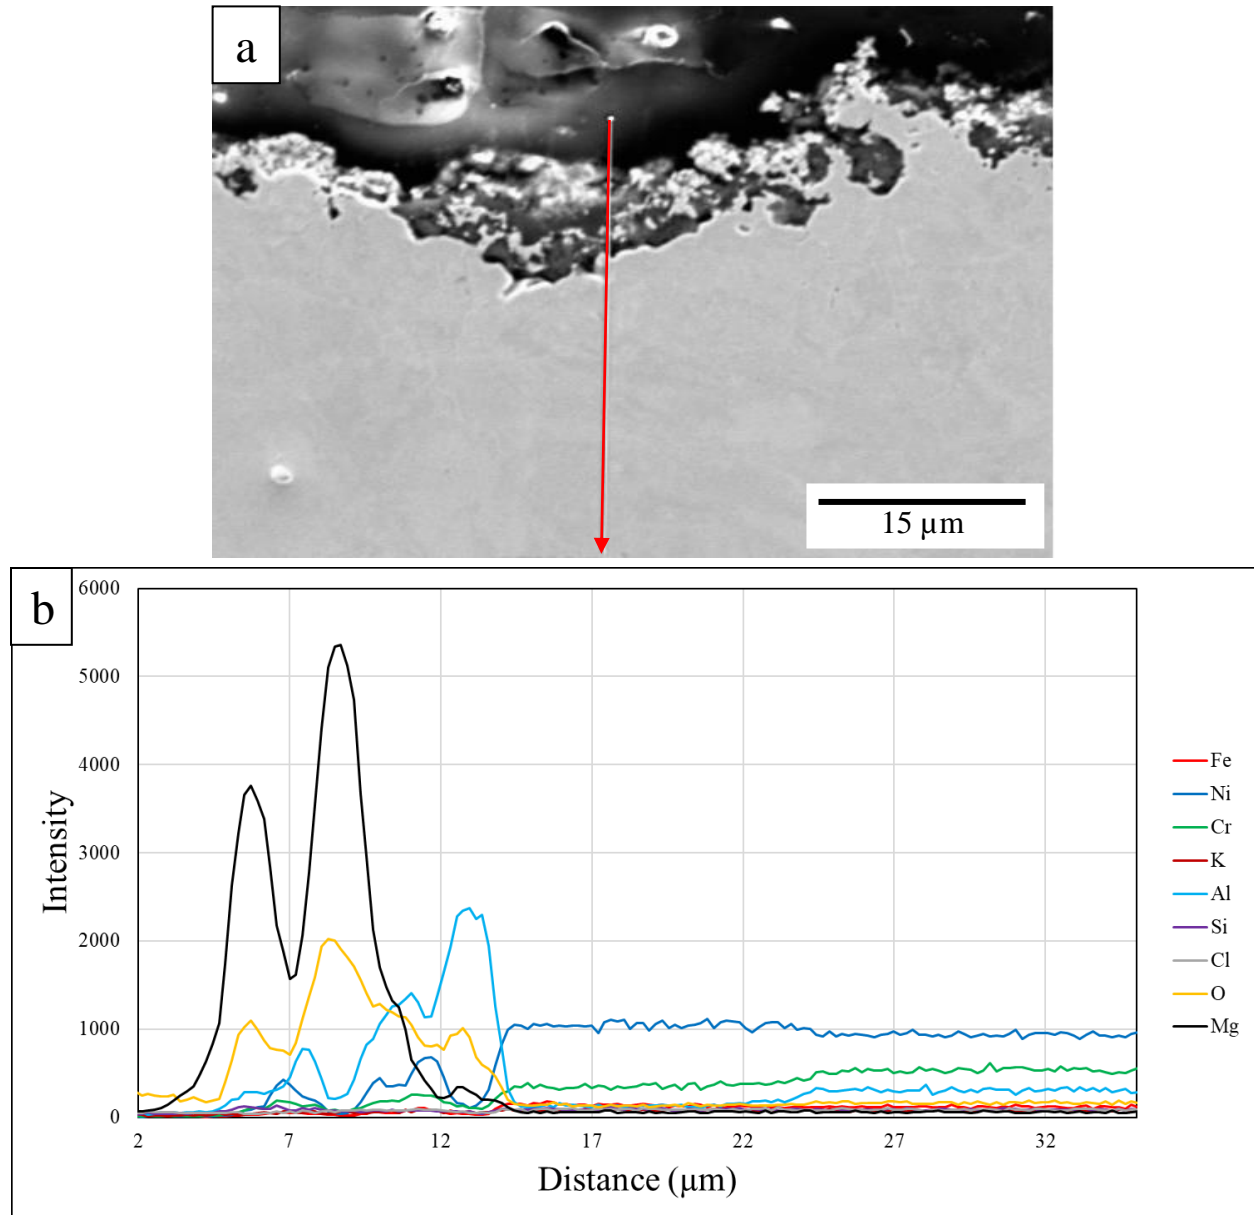 a
15 µm
b
6000
5000
4000
3000
2000
1000
0
Intensity
2 7 12 17 22 27 32
Distance (µm)
Fe
Ni
Cr
K
Al
Si
Cl
O
Mg